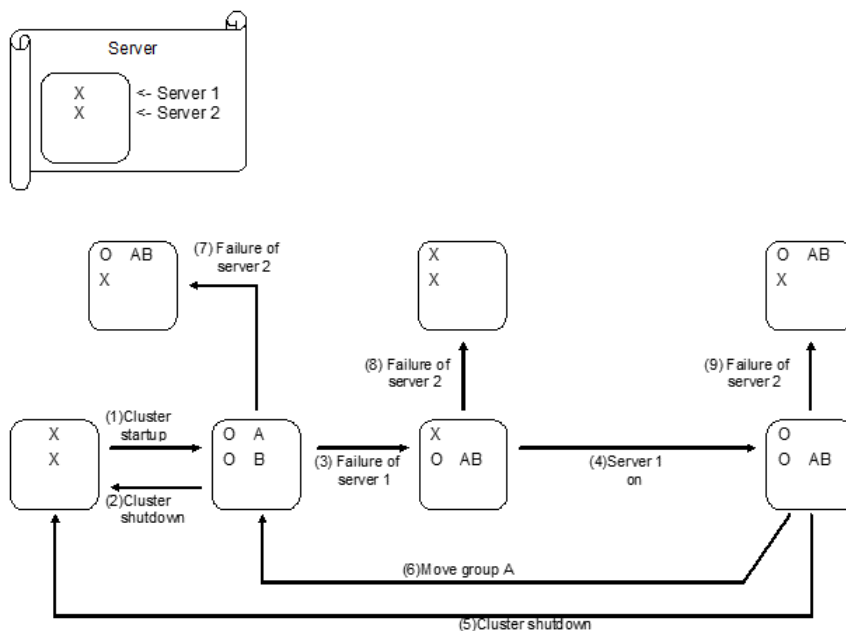 Server
X <- Server 1
X <- Server 2
O AB
X
(7) Failure of
server 2
X
X
(8) Failure of
server 2
O AB
X
(9) Failure of
server 2
X
X
(1)Cluster
startup
(2)Cluster
shutdown
O A
O B
(3) Failure of
server 1
X
O AB
(4)Server 1
on
O
O AB
(6)Move group A
(5)Cluster shutdown